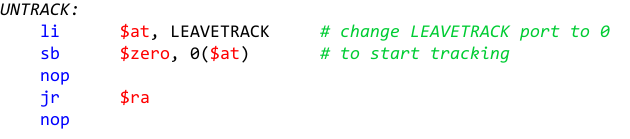 UNTRACK:
li $at, LEAVETRACK # change LEAVETRACK port to 0
sb $zero, 0($at) # to start tracking
nop
jr $ra
nop